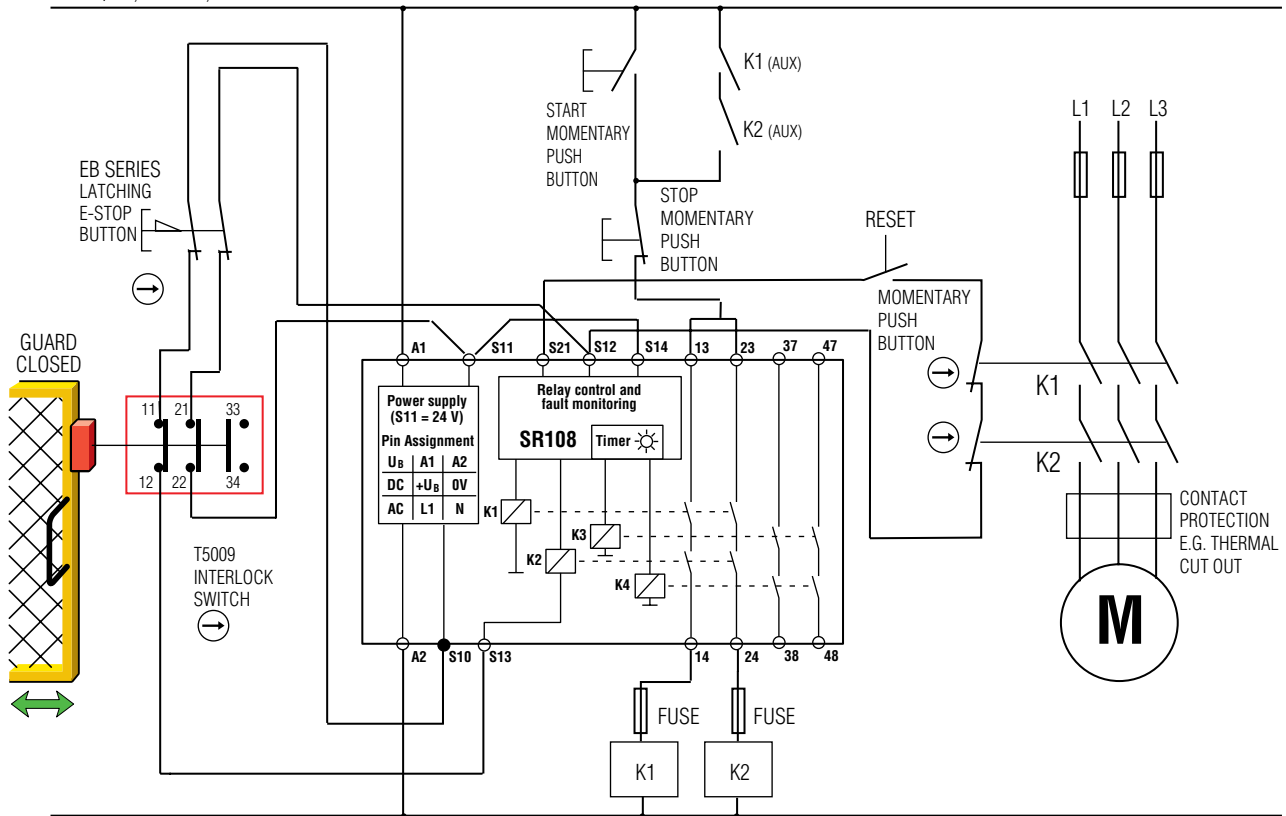 K1 (AUX)
K2 (AUX)
START
MOMENTARY
PUSH
BUTTON
L1 L2 L3
EB SERIES
LATCHING
E-STOP
BUTTON
STOP
MOMENTARY
PUSH
BUTTON
RESET
MOMENTARY
PUSH
BUTTON
GUARD
CLOSED
A1 S11 S21 S12 S14 13 23 37 47
11 21 33
12 22 34
Power supply
(S11 = 24 V)
Pin Assignment
UB A1 A2
DC +UB 0V
AC L1 N
Relay control and
fault monitoring
SR108 Timer
K1
K2
K3
K4
K1
K2
T5009
INTERLOCK
SWITCH
CONTACT
PROTECTION
E.G. THERMAL
CUT OUT
M
A2 S10 S13 14 24 38 48
FUSE FUSE
K1 K2